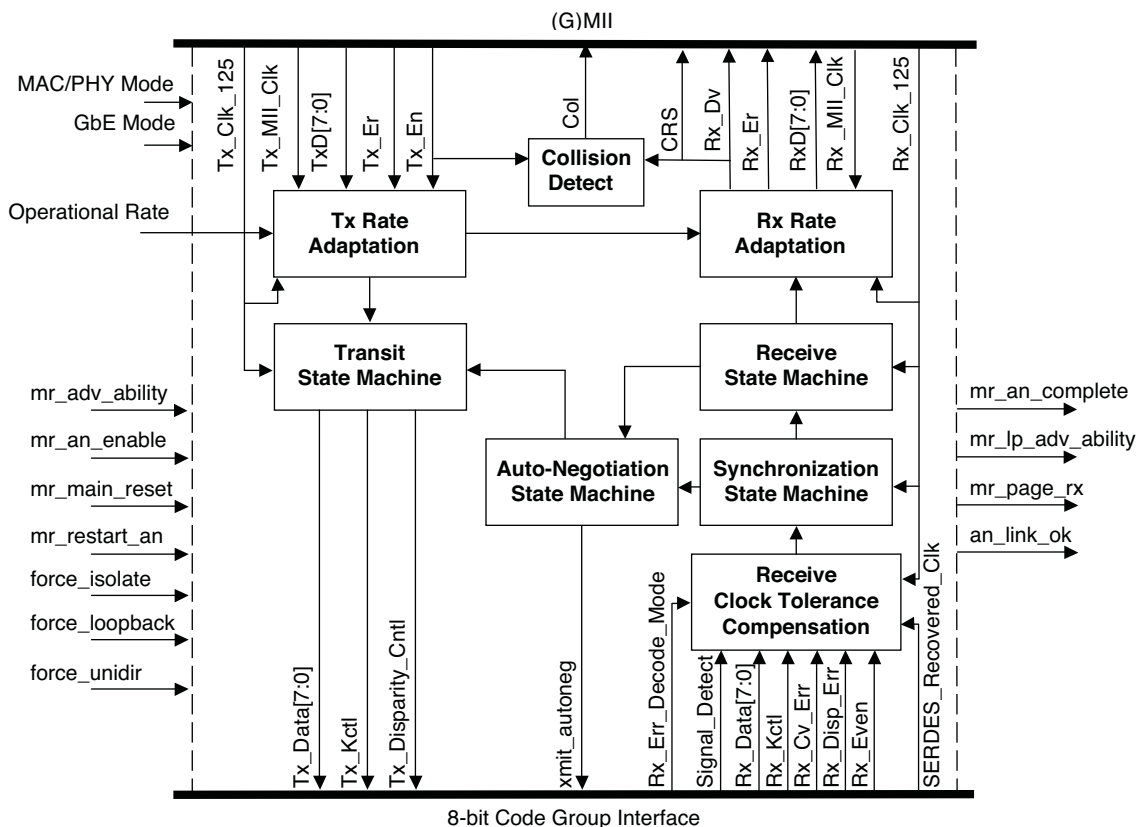 (G)MII
MAC/PHY Mode
GbE Mode
Operational Rate
Tx_Clk_125
Tx_MII_Clk
TxD[7:0]
Tx_Er
Tx_En
Col
CRS
Rx_Dv
Rx_Er
RxD[7:0]
Rx_MII_Clk
Rx_Clk_125
Collision
Detect
Tx Rate
Adaptation
Rx Rate
Adaptation
Transit
State Machine
Receive
State Machine
mr_adv_ability
mr_an_enable
mr_main_reset
mr_restart_an
force_isolate
force_loopback
force_unidir
Auto-Negotiation
State Machine
Synchronization
State Machine
mr_an_complete
mr_lp_adv_ability
mr_page_rx
an_link_ok
Receive
Clock Tolerance
Compensation
Tx_Data[7:0]
Tx_Kctl
Tx_Disparity_Cntl
xmit_autoneg
Rx_Err_Decode_Mode
Signal_Detect
Rx_Data[7:0]
Rx_Kctl
Rx_Cv_Err
Rx_Disp_Err
Rx_Even
SERDES_Recovered_Clk
8-bit Code Group Interface